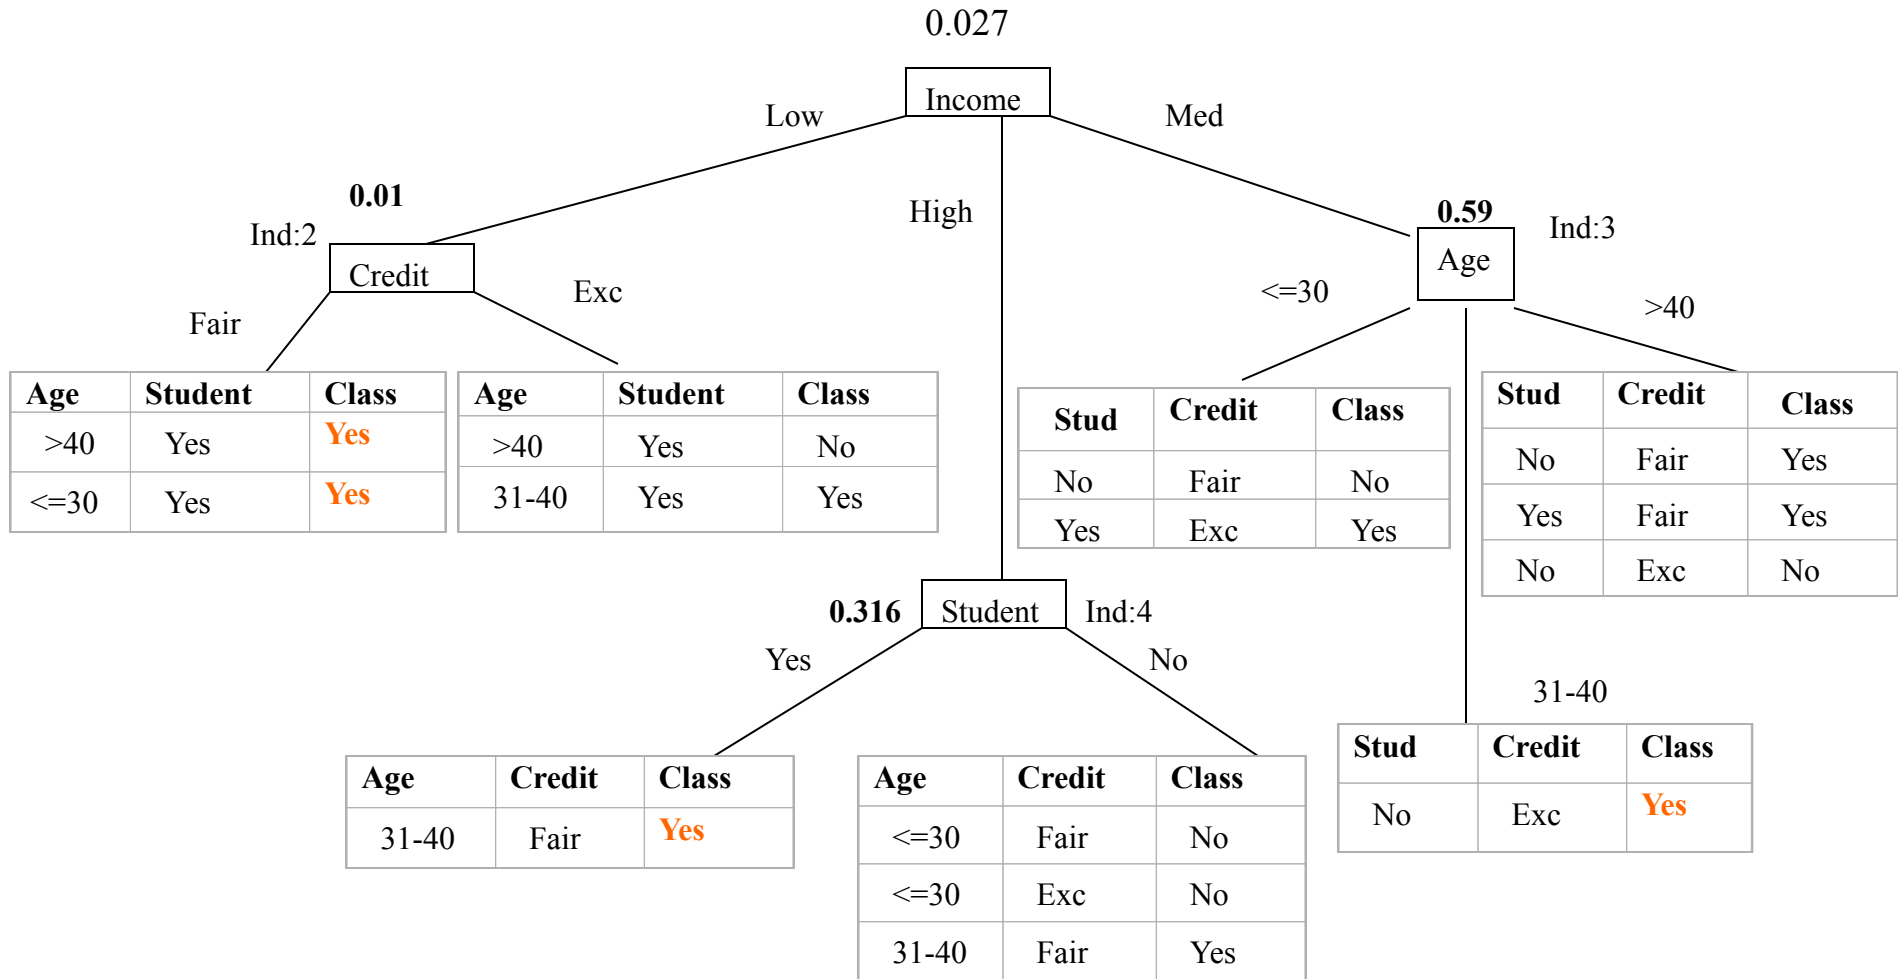 0.027
Income
Low
Med
High
0.01
Ind:2
Credit
Fair
Exc
0.59
Ind:3
Age
<=30
>40
31-40
Age Student Class
>40 Yes Yes
<=30 Yes Yes
Age Student Class
>40 Yes No
31-40 Yes Yes
Stud Credit Class
No Fair No
Yes Exc Yes
Stud Credit Class
No Fair Yes
Yes Fair Yes
No Exc No
0.316
Student
Ind:4
Yes
No
Age Credit Class
31-40 Fair Yes
Age Credit Class
<=30 Fair No
<=30 Exc No
31-40 Fair Yes
Stud Credit Class
No Exc Yes